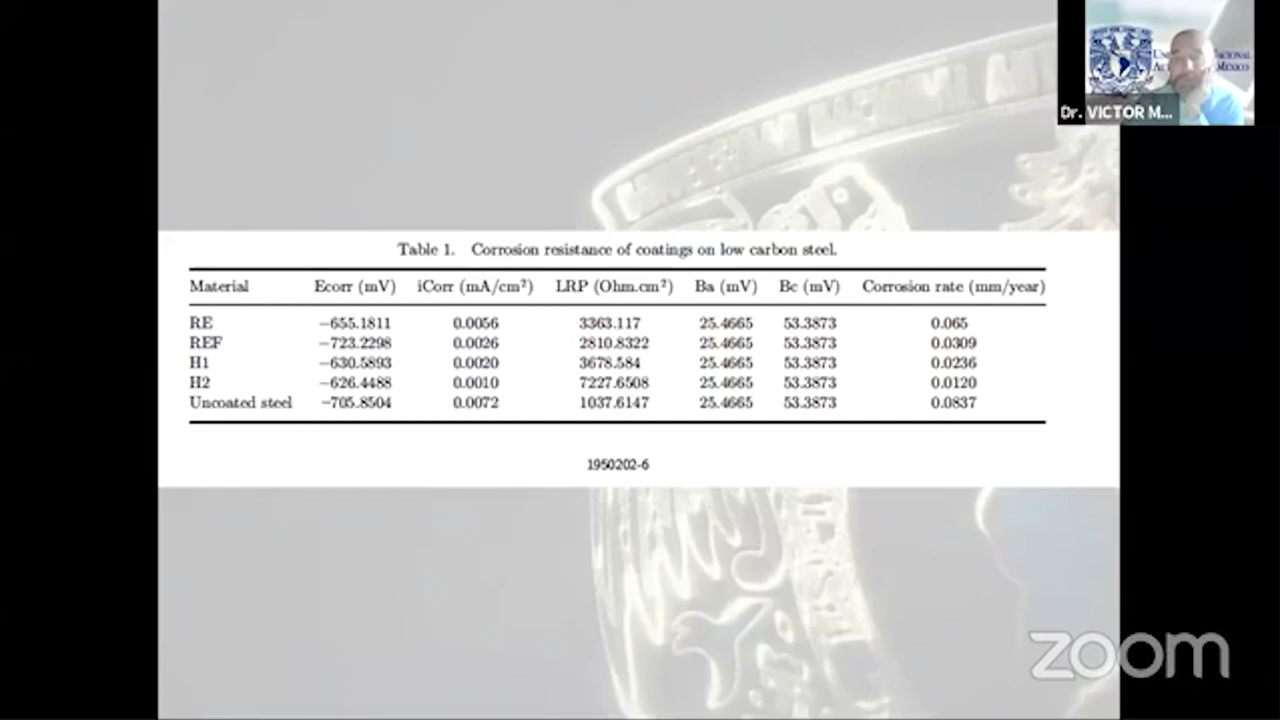 Dr. VICTOR M...
Table 1. Corrosion resistance of coatings on low carbon steel.
Material Ecorr (mV) iCorr (mA/cm²) LRP (Ohm.cm²) Ba (mV) Bc (mV) Corrosion rate (mm/year)
RE −655.1811 0.0056 3363.117 25.4665 53.3873 0.065
REF −723.2298 0.0026 2810.8322 25.4665 53.3873 0.0309
H1 −630.5893 0.0020 3678.584 25.4665 53.3873 0.0236
H2 −626.4488 0.0010 7227.6508 25.4665 53.3873 0.0120
Uncoated steel −705.8504 0.0072 1037.6147 25.4665 53.3873 0.0837
1950202-6
zoom